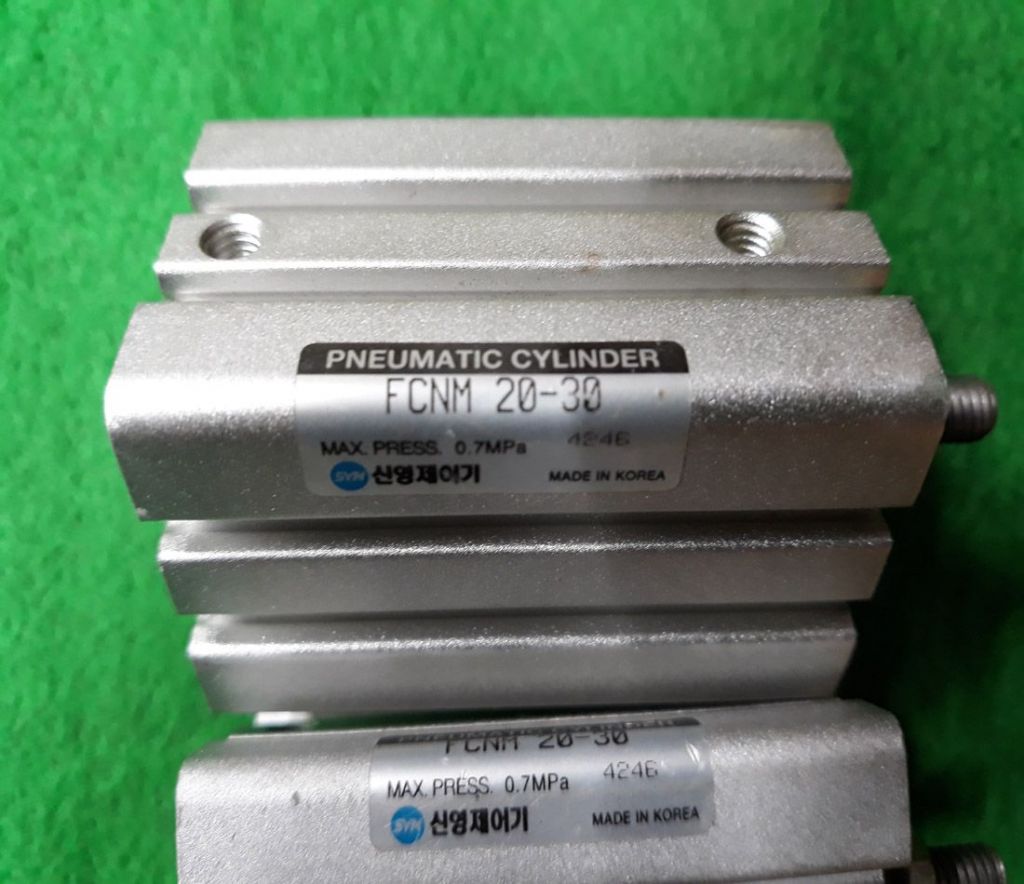 PNEUMATIC CYLINDER
FCNM 20-30
4246
MAX. PRESS. 0.7MPa
SYM 신영제어기 MADE IN KOREA
FCNM 20-30
4246
MAX. PRESS. 0.7MPa
SYM 신영제어기 MADE IN KOREA